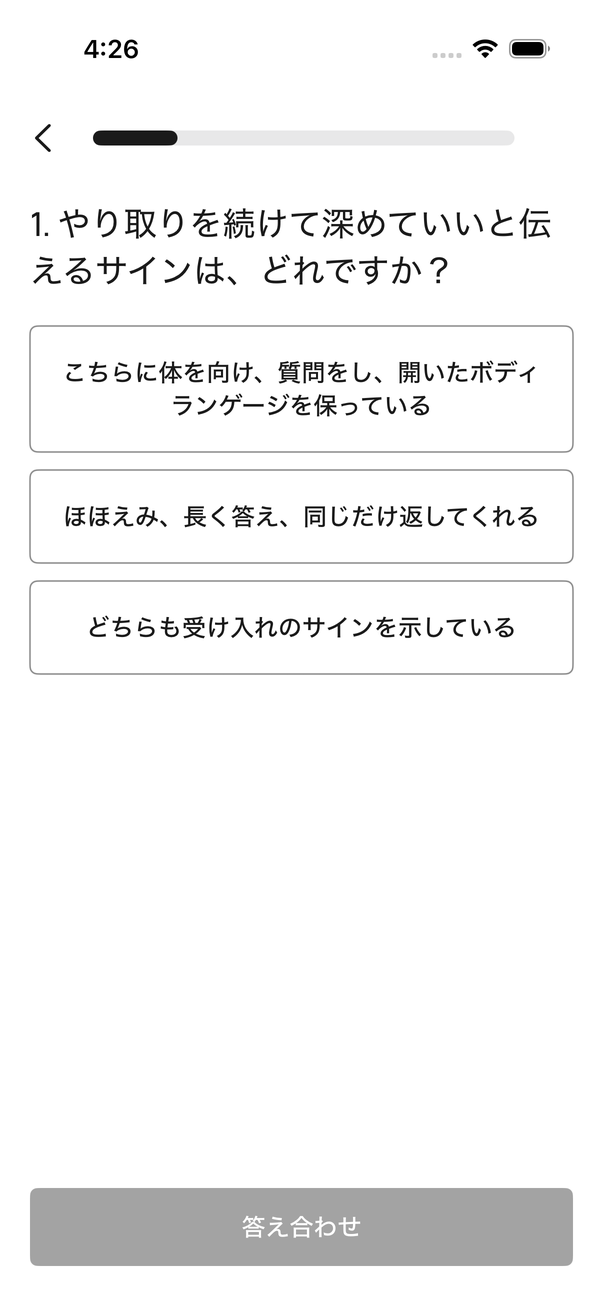 4:26
1. やり取りを続けて深めていいと伝
えるサインは、どれですか？
こちらに体を向け、質問をし、開いたボディ
ランゲージを保っている
ほほえみ、長く答え、同じだけ返してくれる
どちらも受け入れのサインを示している
答え合わせ